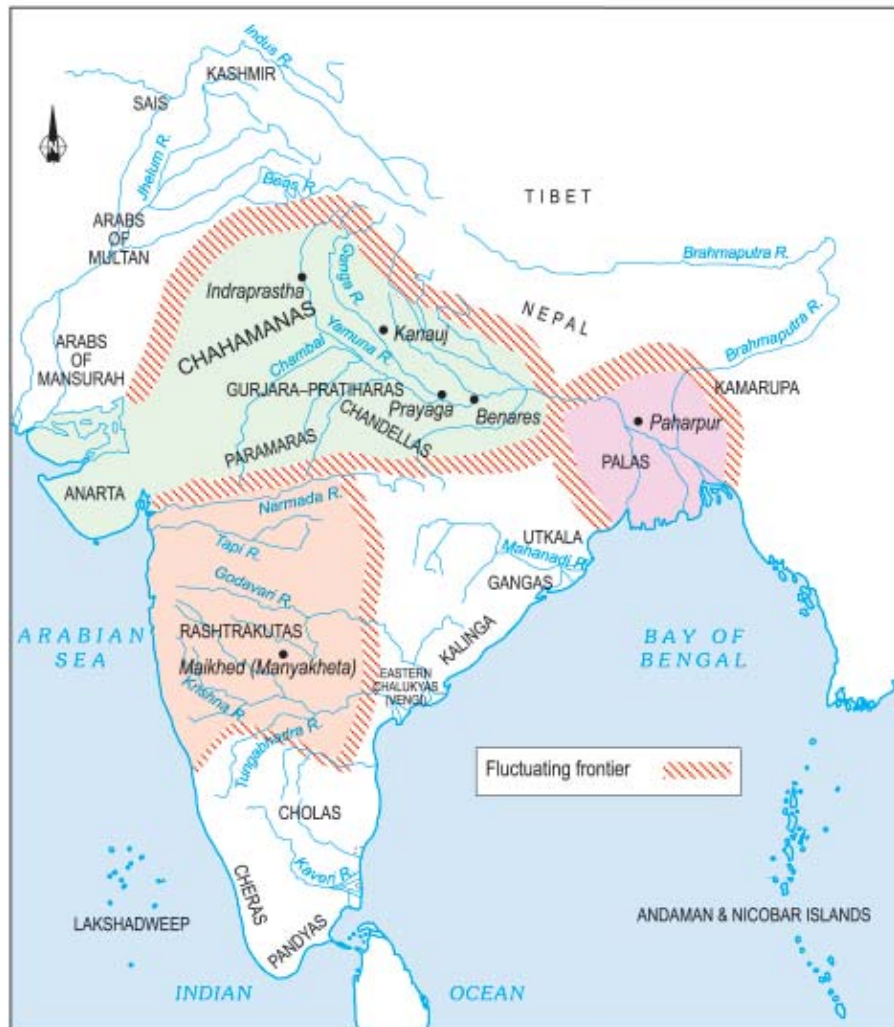 Indus R.
KASHMIR
SAIS
N
Jhelum R.
Beas R.
TIBET
ARABS
OF
MULTAN
Brahmaputra R.
Ganga R.
Indraprastha
NEPAL
Brahmaputra R.
CHAHAMANAS
Kanauj
Yamuna R.
ARABS
OF
MANSURAH
Chambal
KAMARUPA
GURJARA–PRATIHARAS
Prayaga
Benares
CHANDELLAS
Paharpur
PARAMARAS
PALAS
ANARTA
Narmada R.
UTKALA
Tapi R.
Mahanadi R.
GANGAS
Godavari R.
ARABIAN
SEA
RASHTRAKUTAS
KALINGA
BAY OF
BENGAL
Maikhed (Manyakheta)
EASTERN
CHALUKYAS
(VENGI)
Krishna R.
Tungabhadra R.
Fluctuating frontier
CHOLAS
Kaveri R.
CHERAS
LAKSHADWEEP
PANDYAS
ANDAMAN & NICOBAR ISLANDS
INDIAN OCEAN